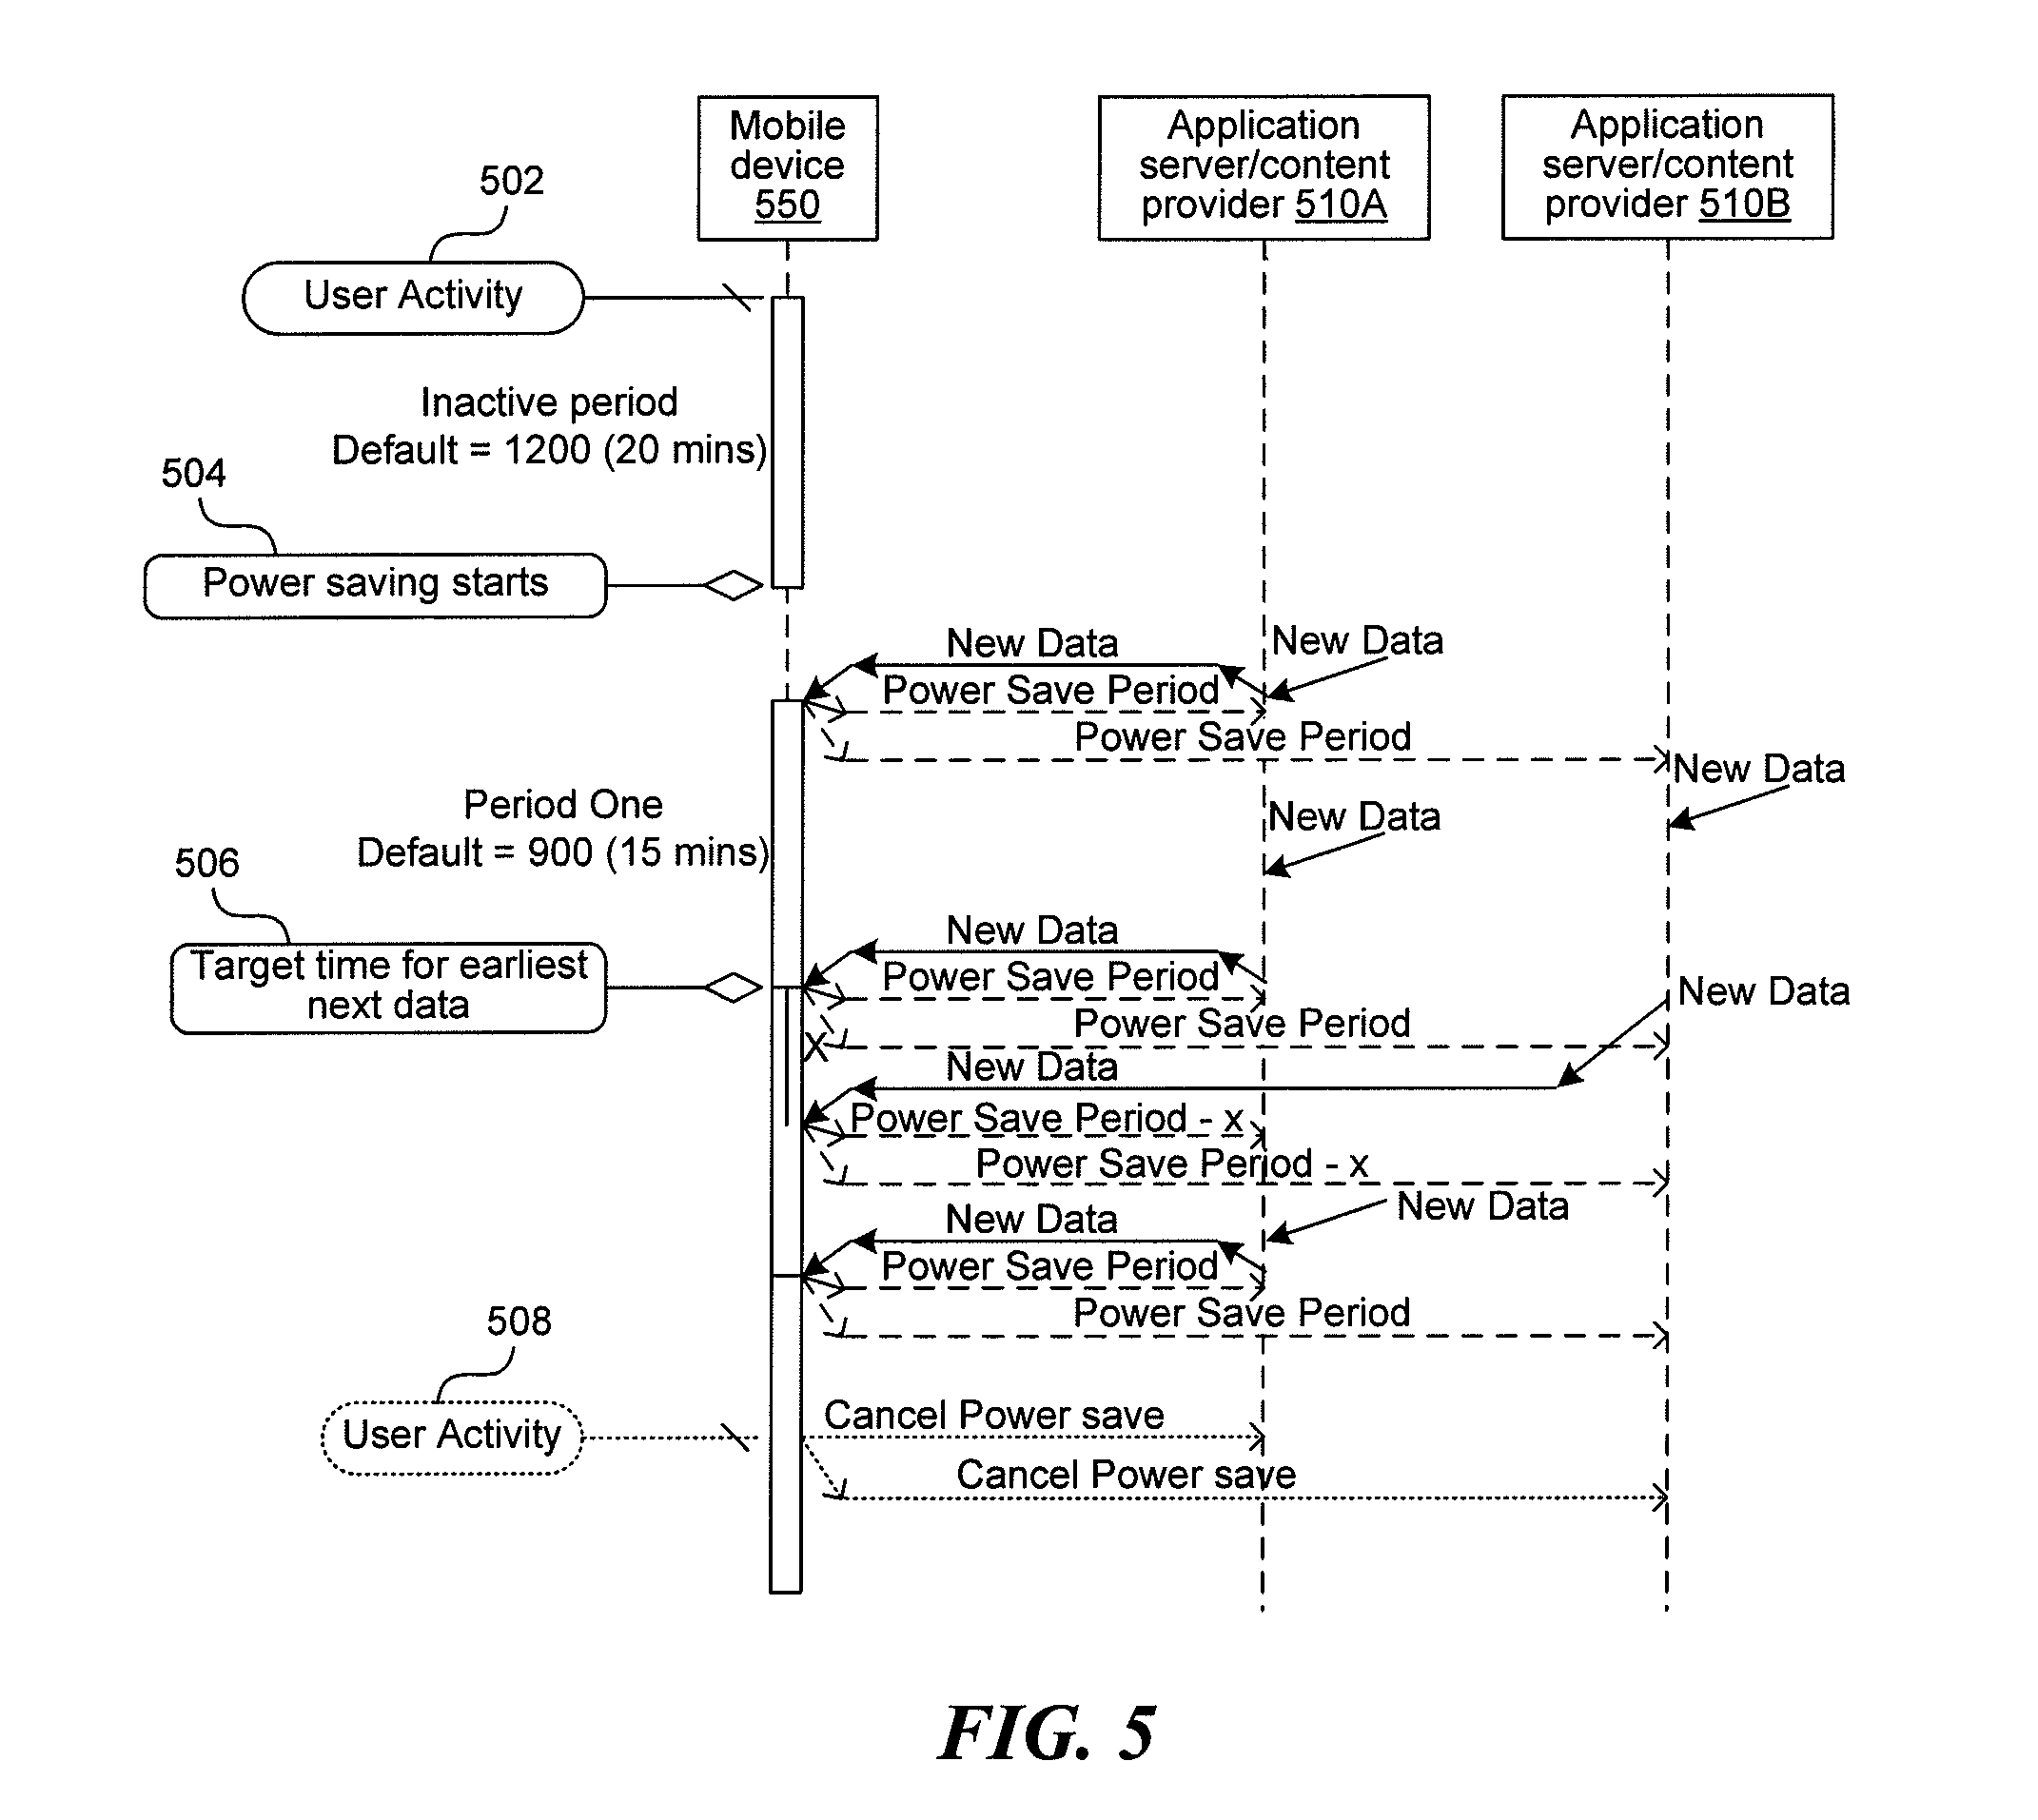 Mobile
device
550
Application
server/content
provider 510A
Application
server/content
provider 510B
502
User Activity
Inactive period
Default = 1200 (20 mins)
504
Power saving starts
New Data
New Data
Power Save Period
Power Save Period
New Data
Period One
Default = 900 (15 mins)
New Data
506
Target time for earliest
next data
New Data
Power Save Period
New Data
Power Save Period
X
New Data
Power Save Period - x
Power Save Period - x
New Data
New Data
Power Save Period
Power Save Period
508
User Activity
Cancel Power save
Cancel Power save
FIG. 5